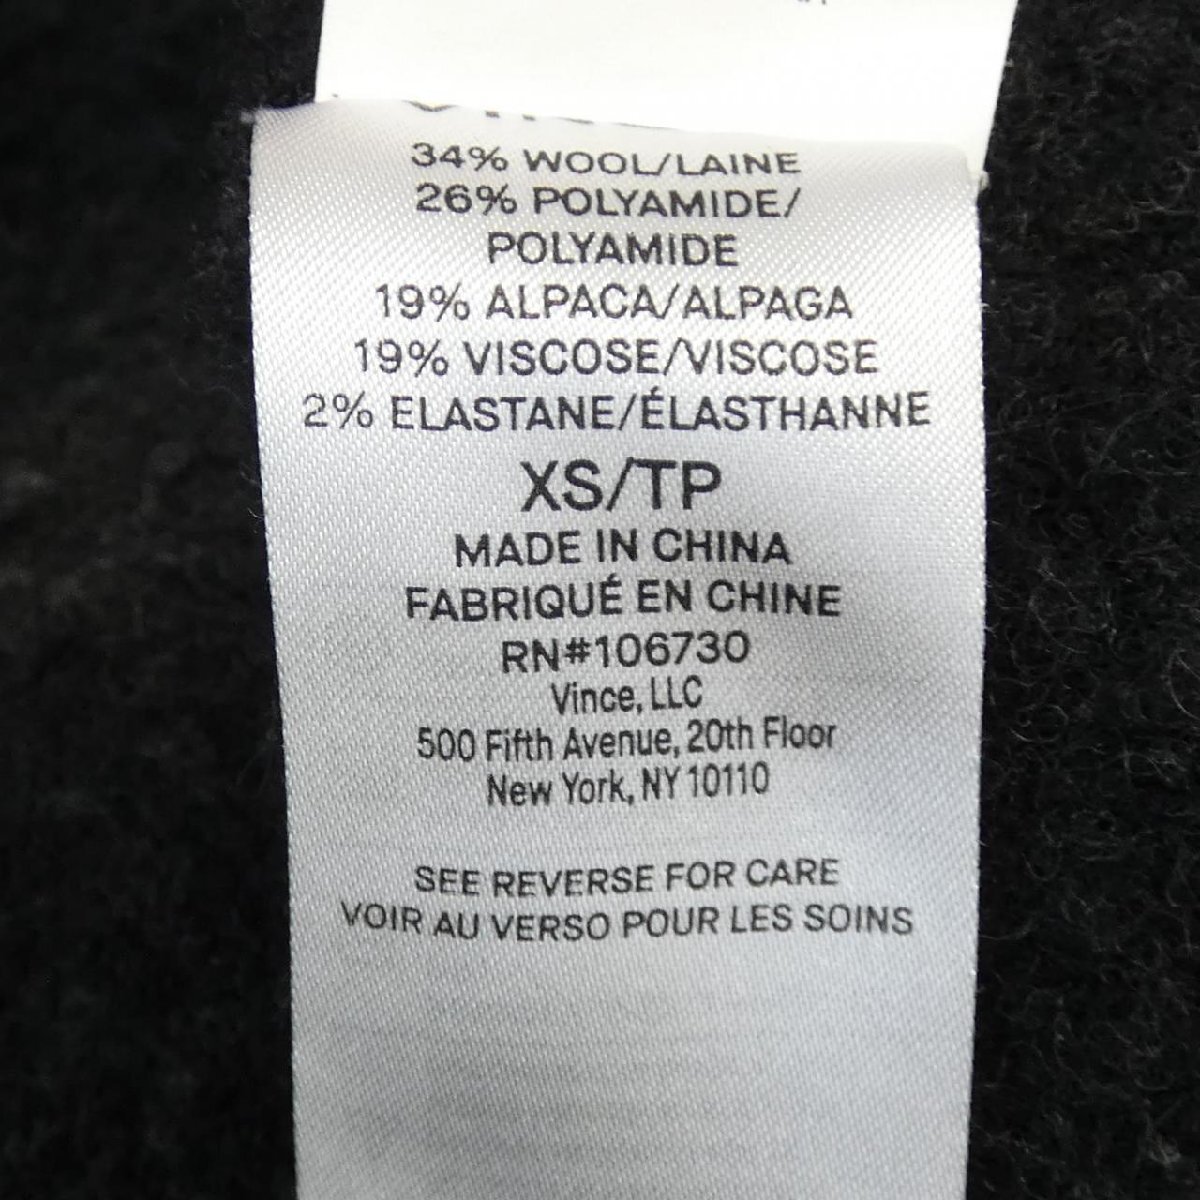 34% WOOL/LAINE
26% POLYAMIDE/
POLYAMIDE
19% ALPACA/ALPAGA
19% VISCOSE/VISCOSE
2% ELASTANE/ÉLASTHANNE
XS/TP
MADE IN CHINA
FABRIQUÉ EN CHINE
RN#106730
Vince, LLC
500 Fifth Avenue, 20th Floor
New York, NY 10110
SEE REVERSE FOR CARE
VOIR AU VERSO POUR LES SOINS